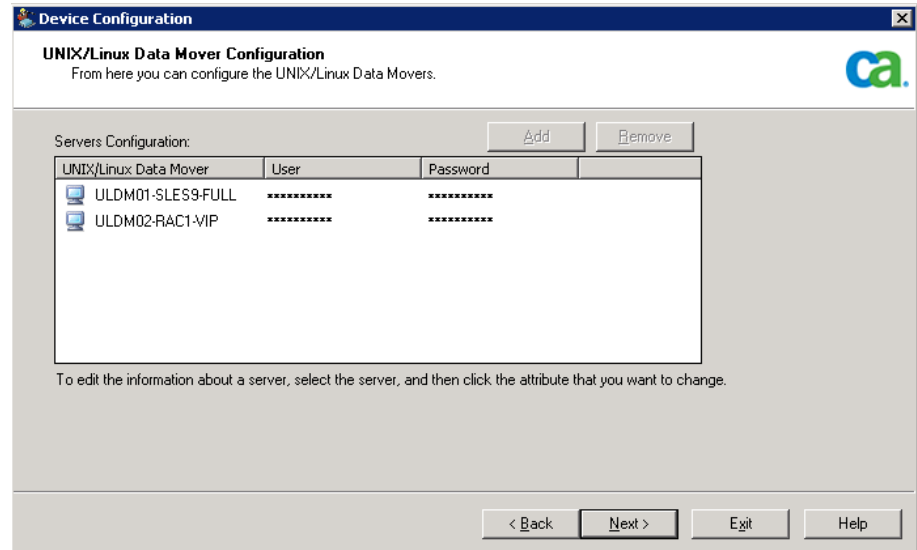 Device Configuration
UNIX/Linux Data Mover Configuration
From here you can configure the UNIX/Linux Data Movers.
ca.
Servers Configuration:
Add
Remove
UNIX/Linux Data Mover User Password
ULDM01-SLES9-FULL ********** **********
ULDM02-RAC1-VIP ********** **********
To edit the information about a server, select the server, and then click the attribute that you want to change.
< Back Next > Exit Help